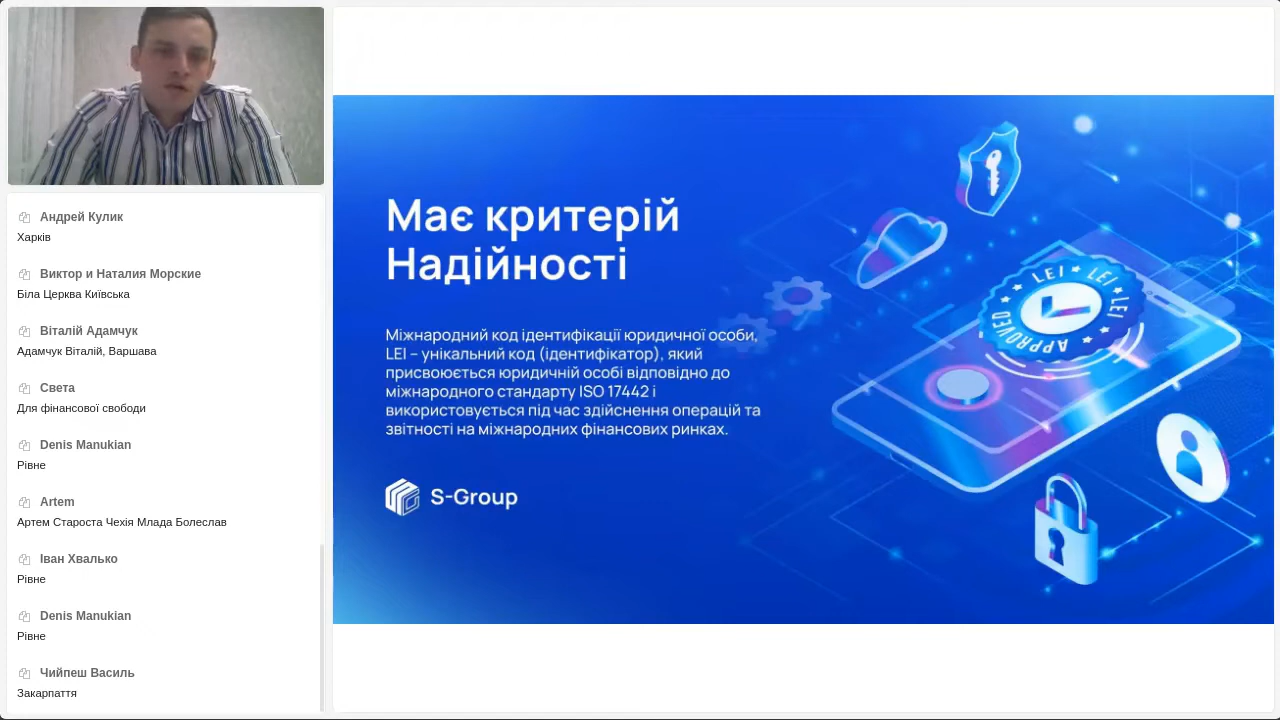 Андрей Кулик
Харків
Виктор и Наталия Морские
Біла Церква Київська
Віталій Адамчук
Адамчук Віталій, Варшава
Света
Для фінансової свободи
Denis Manukian
Рівне
Artem
Артем Староста Чехія Млада Болеслав
Іван Хвалько
Рівне
Denis Manukian
Рівне
Чийпеш Василь
Закарпаття
Має критерій
Надійності
Міжнародний код ідентифікації юридичної особи,
LEI – унікальний код (ідентифікатор), який
присвоюється юридичній особі відповідно до
міжнародного стандарту ISO 17442 і
використовується під час здійснення операцій та
звітності на міжнародних фінансових ринках.
S-Group
LEI ★ LEI ★ LEI ★ APPROVED ★